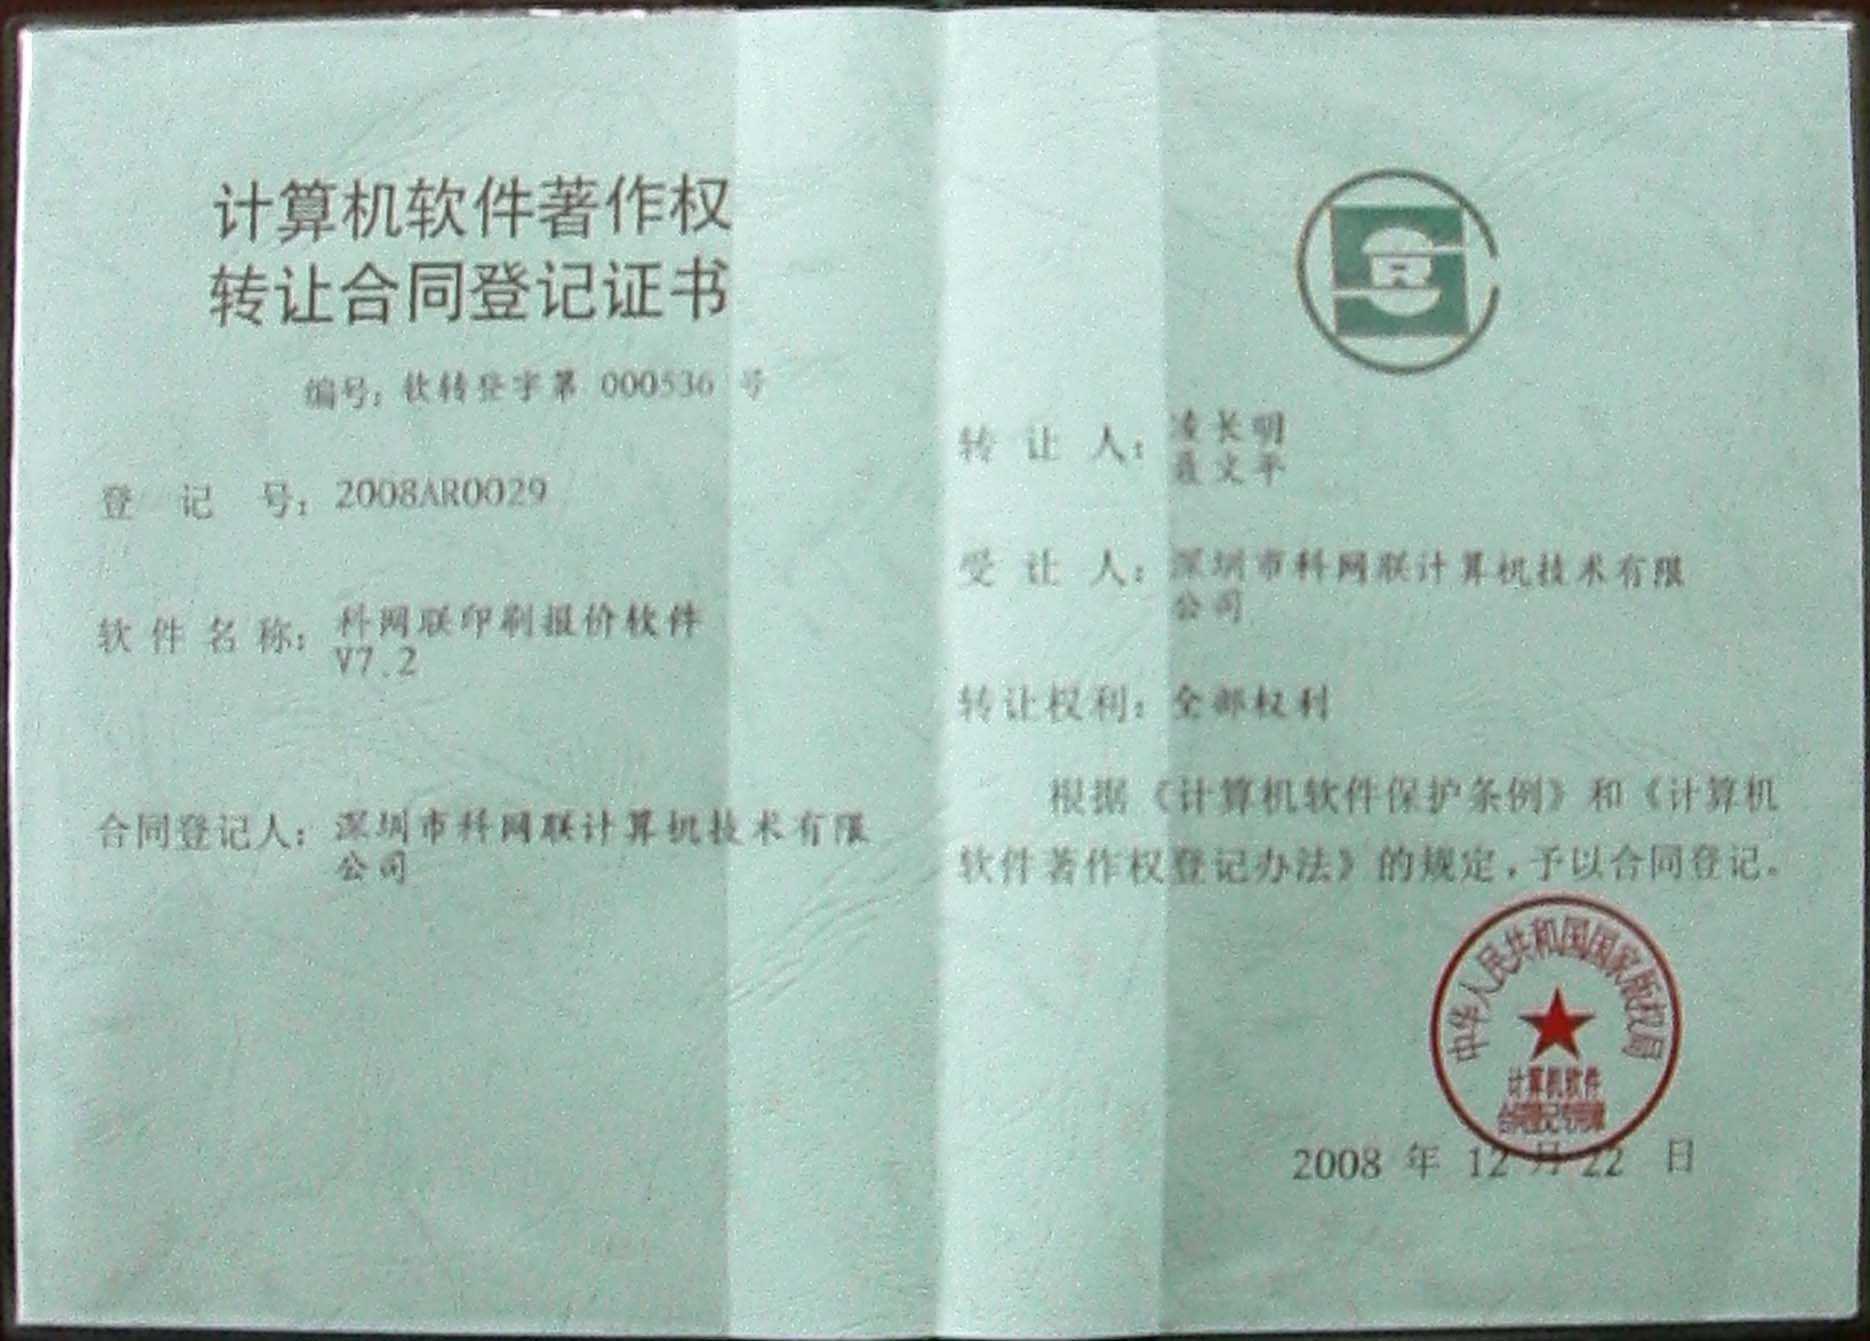 计算机软件著作权
转让合同登记证书
编号：软转登字第 000536 号
登 记 号：2008AR0029
软 件 名 称：科网联印刷报价软件
V7.2
合同登记人：深圳市科网联计算机技术有限
公司
转 让 人：凌长明
聂文平
受 让 人：深圳市科网联计算机技术有限
公司
转让权利：全部权利
根据《计算机软件保护条例》和《计算机
软件著作权登记办法》的规定，予以合同登记。
中华人民共和国国家版权局
计算机软件
合同登记专用章
2008 年 12 月 22 日